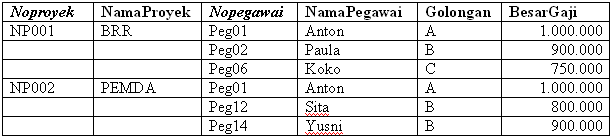 Noproyek NamaProyek Nopegawai NamaPegawai Golongan BesarGaji
NP001 BRR Peg01 Anton A 1.000.000
Peg02 Paula B 900.000
Peg06 Koko C 750.000
NP002 PEMDA Peg01 Anton A 1.000.000
Peg12 Sita B 800.000
Peg14 Yusni B 900.000